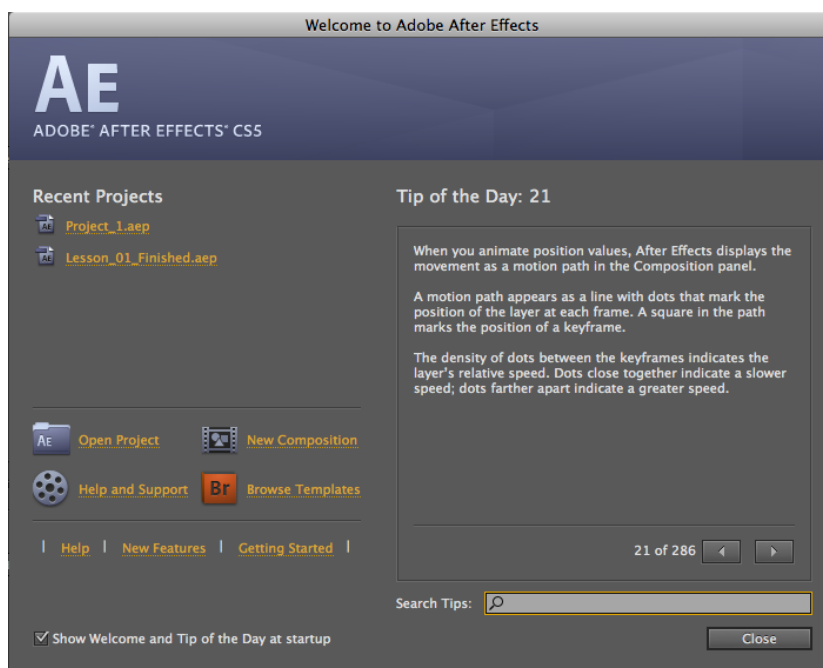 Welcome to Adobe After Effects
AE
ADOBE® AFTER EFFECTS® CS5
Recent Projects
AE Project_1.aep
AE Lesson_01_Finished.aep
AE Open Project
New Composition
Help and Support
Br Browse Templates
| Help | New Features | Getting Started |
Show Welcome and Tip of the Day at startup
Tip of the Day: 21
When you animate position values, After Effects displays the
movement as a motion path in the Composition panel.
A motion path appears as a line with dots that mark the
position of the layer at each frame. A square in the path
marks the position of a keyframe.
The density of dots between the keyframes indicates the
layer's relative speed. Dots close together indicate a slower
speed; dots farther apart indicate a greater speed.
21 of 286
Search Tips:
Close